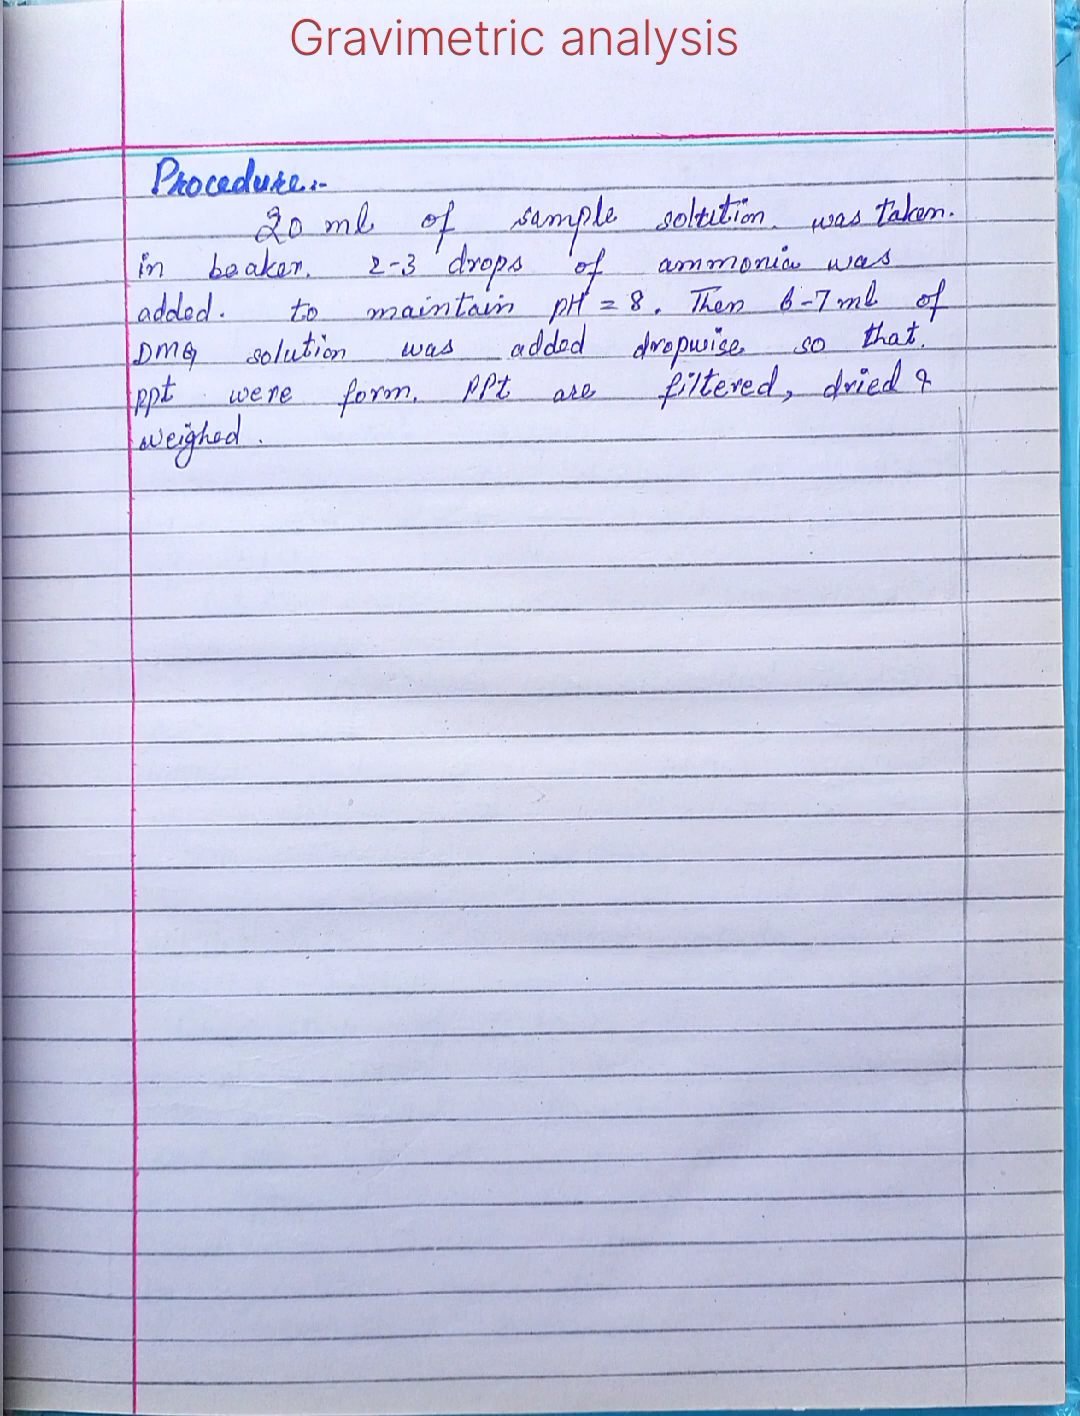 Gravimetric analysis
Procedure:-
20 ml of sample solution. was taken.
in beaker. 2-3 drops of ammonia was
added. to maintain pH = 8. Then 6-7 ml of
DMG solution was added dropwise so that.
ppt were form. PPt are filtered, dried &
weighed.